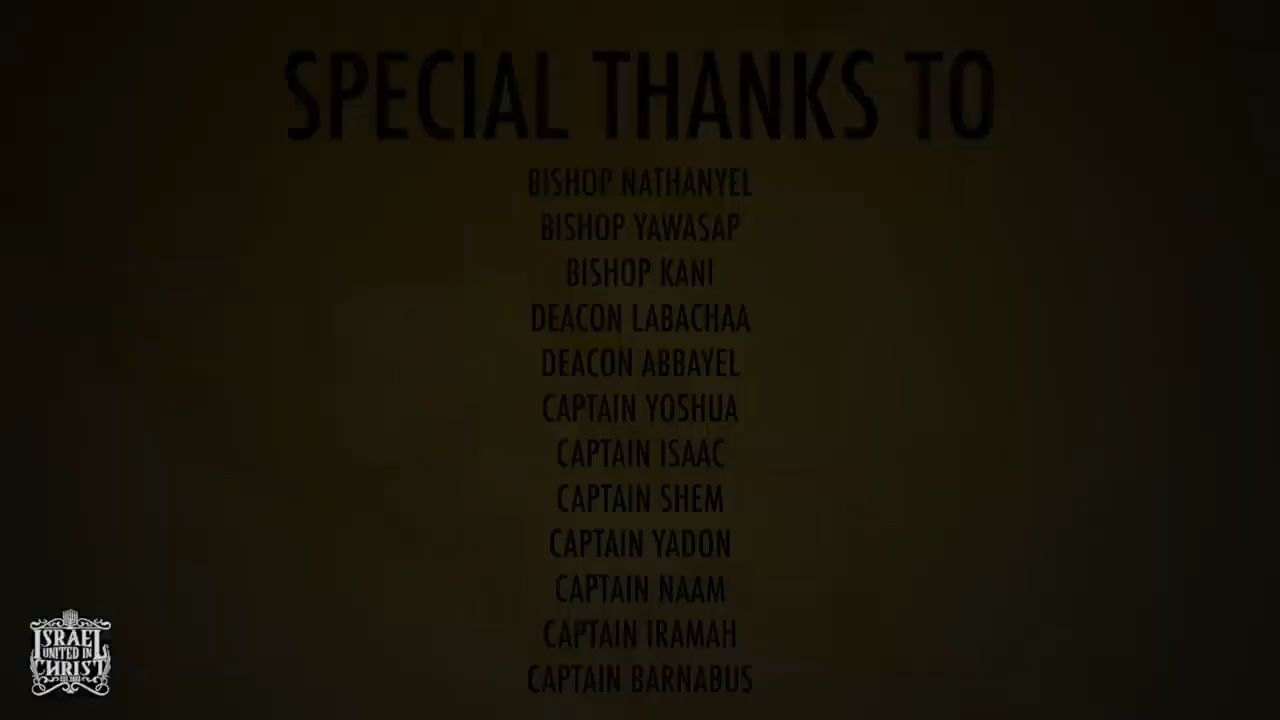 SPECIAL THANKS TO
BISHOP NATHANYEL
BISHOP YAWASAP
BISHOP KANI
DEACON LABACHAA
DEACON ABBAYEL
CAPTAIN YOSHUA
CAPTAIN ISAAC
CAPTAIN SHEM
CAPTAIN YADON
CAPTAIN NAAM
CAPTAIN IRAMAH
CAPTAIN BARNABUS
ISRAEL
UNITED IN
CHRIST